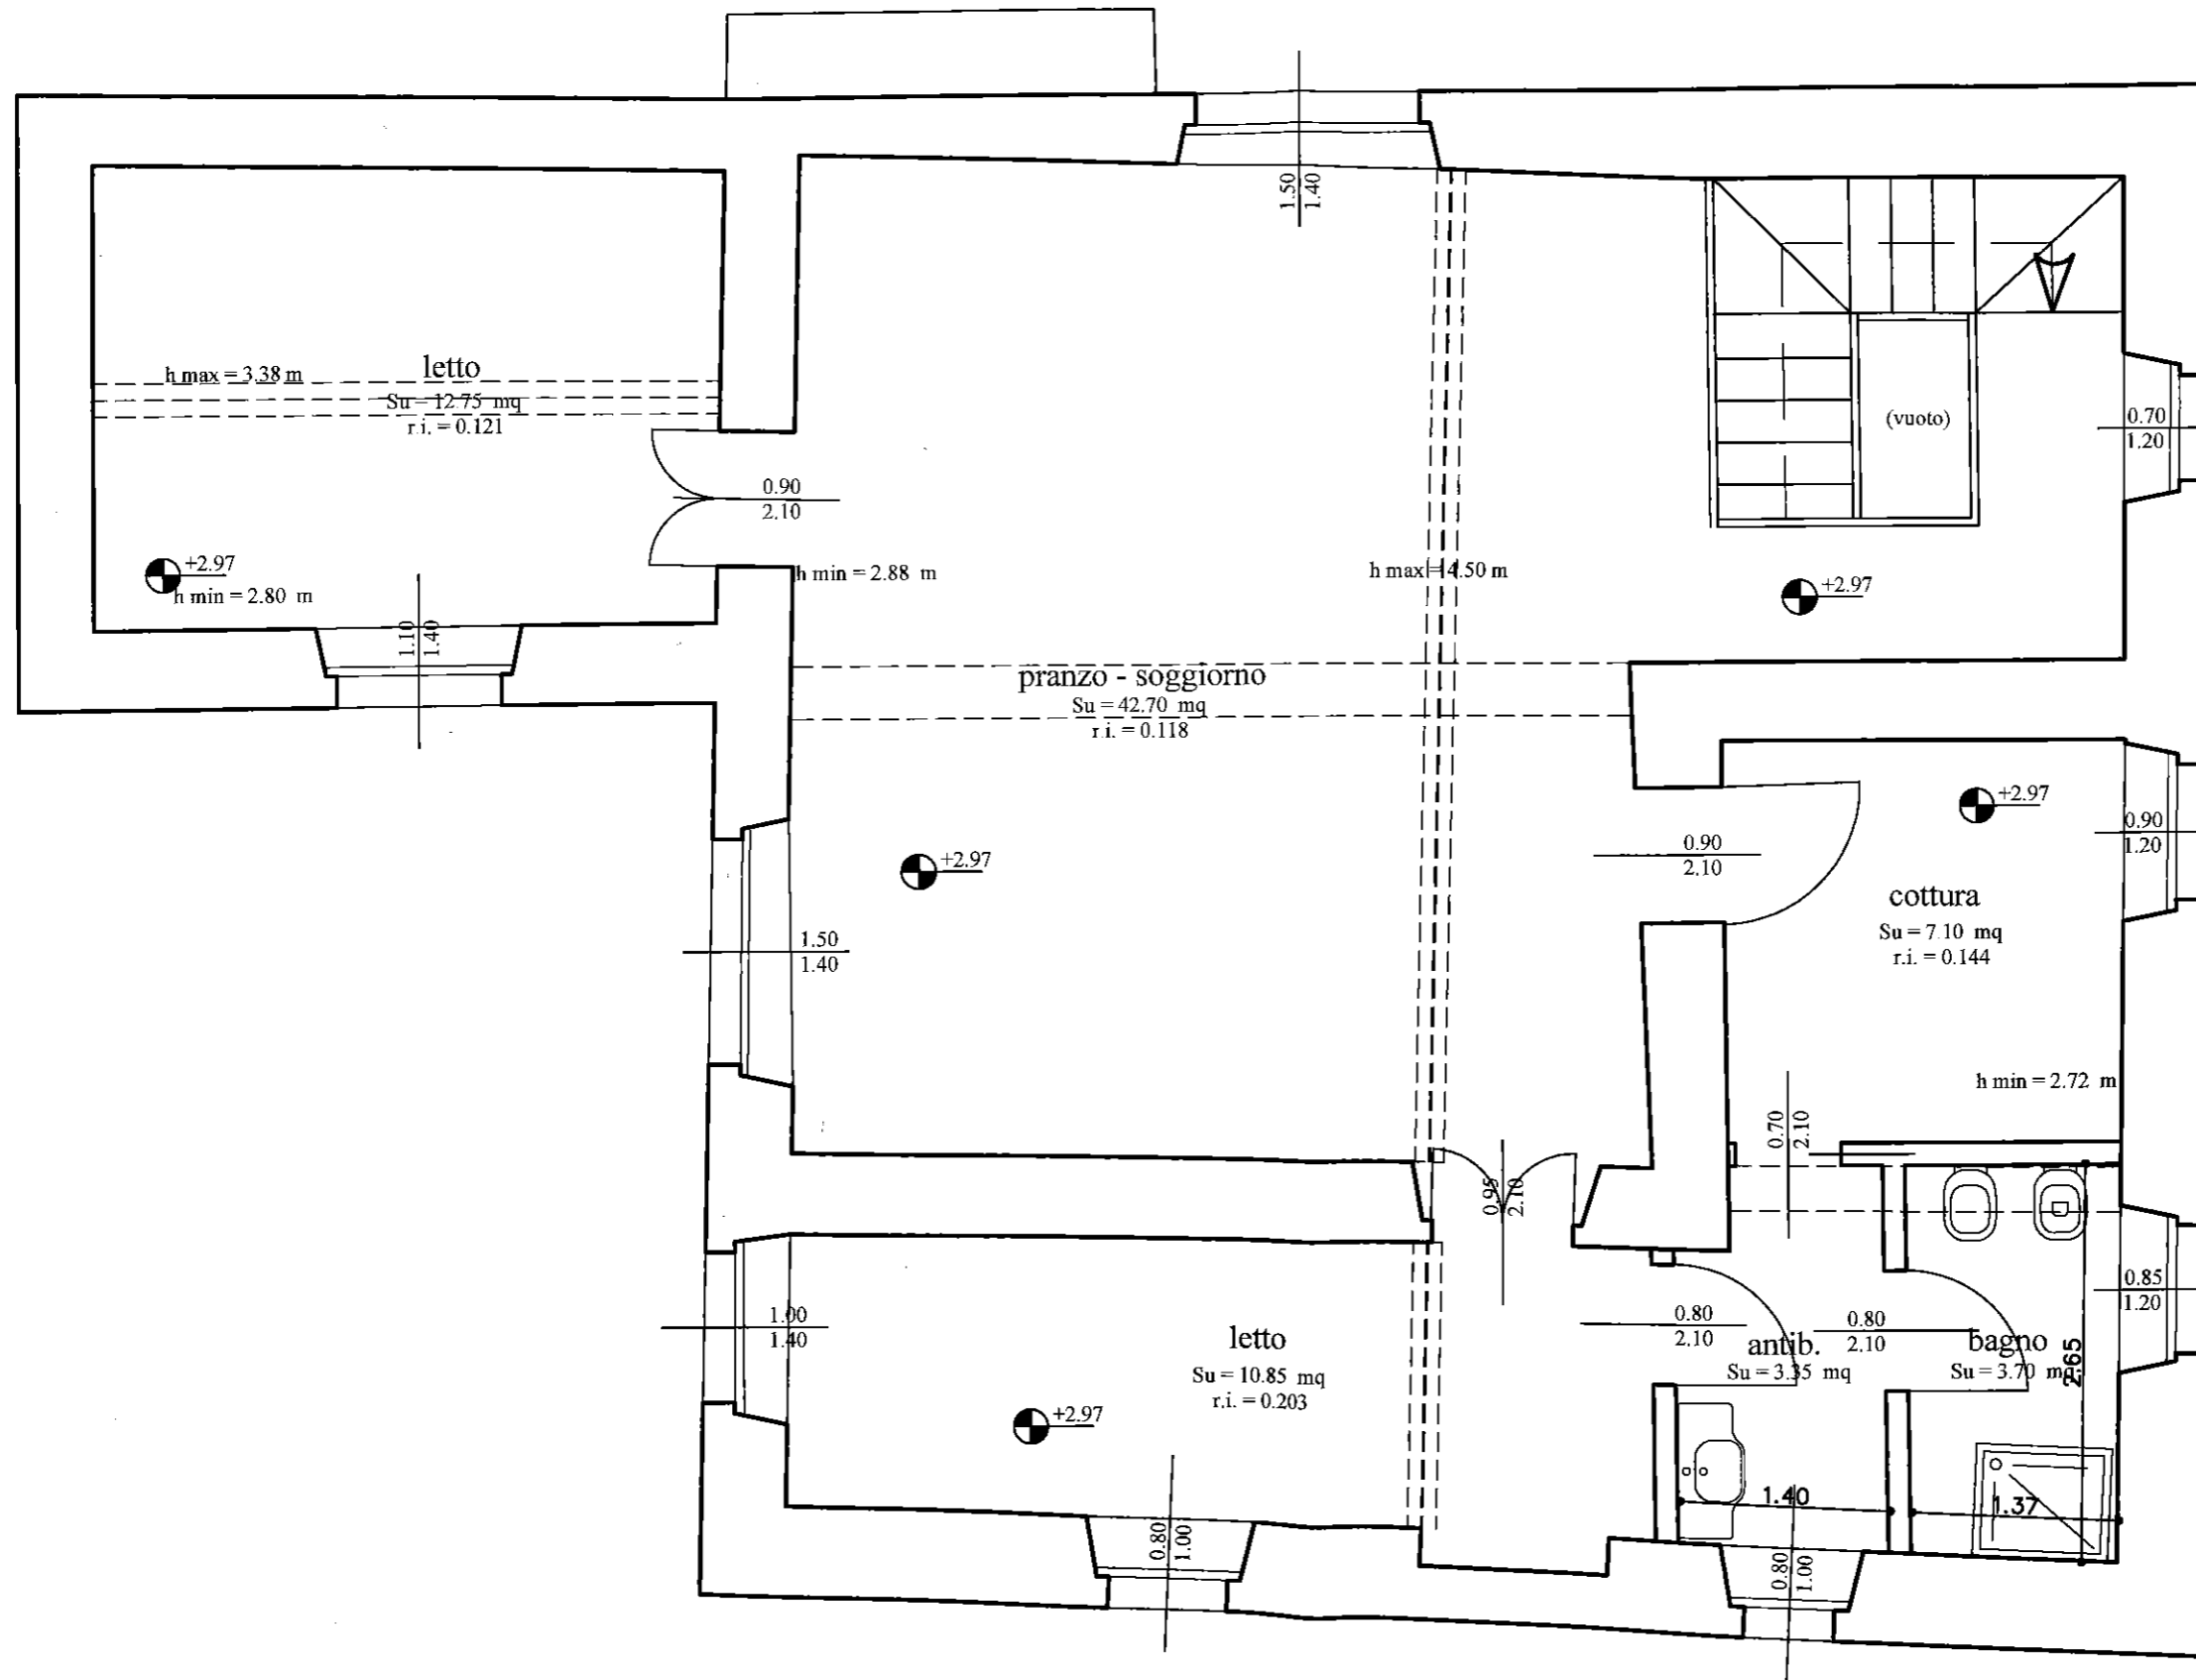 1.50
1.40
h max = 3.38 m
letto
Su = 12.75 mq
r.i. = 0.121
(vuoto)
0.70
1.20
0.90
2.10
+2.97
h min = 2.80 m
h min = 2.88 m
h max = 4.50 m
+2.97
1.10
1.40
pranzo - soggiorno
Su = 42.70 mq
r.i. = 0.118
+2.97
0.90
1.20
0.90
2.10
+2.97
cottura
Su = 7.10 mq
r.i. = 0.144
1.50
1.40
h min = 2.72 m
0.70
2.10
0.95
2.10
0.85
1.20
1.00
1.40
letto
Su = 10.85 mq
r.i. = 0.203
0.80
2.10
antib.
Su = 3.35 mq
0.80
2.10
bagno
Su = 3.70 mq
2.65
+2.97
1.40
1.37
0.80
1.00
0.80
1.00